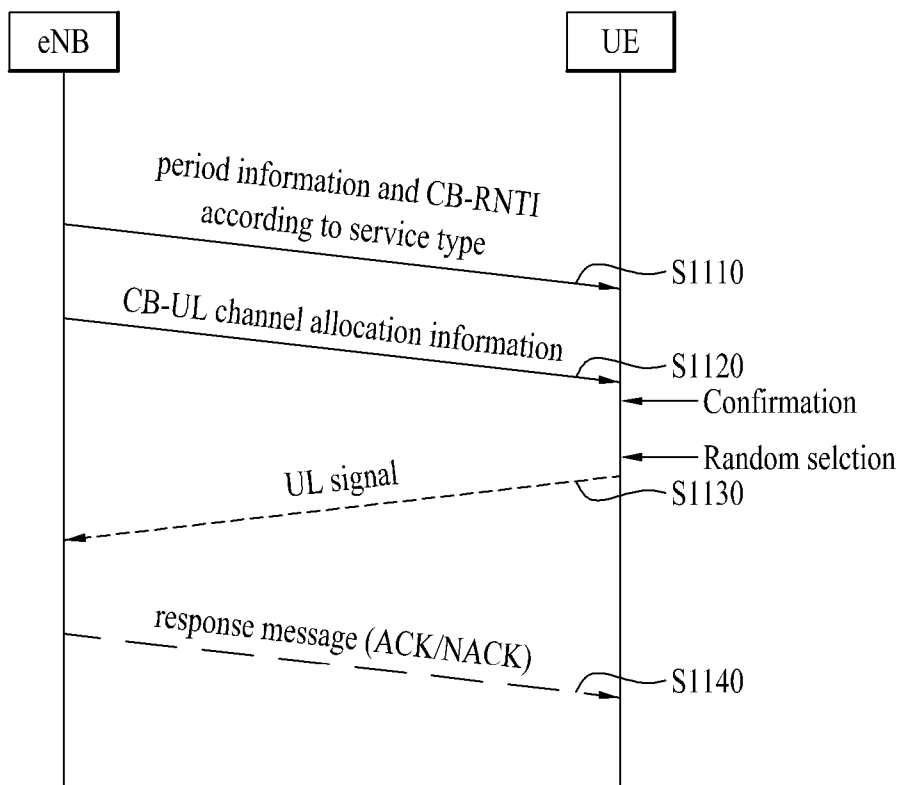 eNB
UE
period information and CB-RNTI
according to service type
S1110
CB-UL channel allocation information
S1120
Confirmation
Random selction
UL signal
S1130
response message (ACK/NACK)
S1140